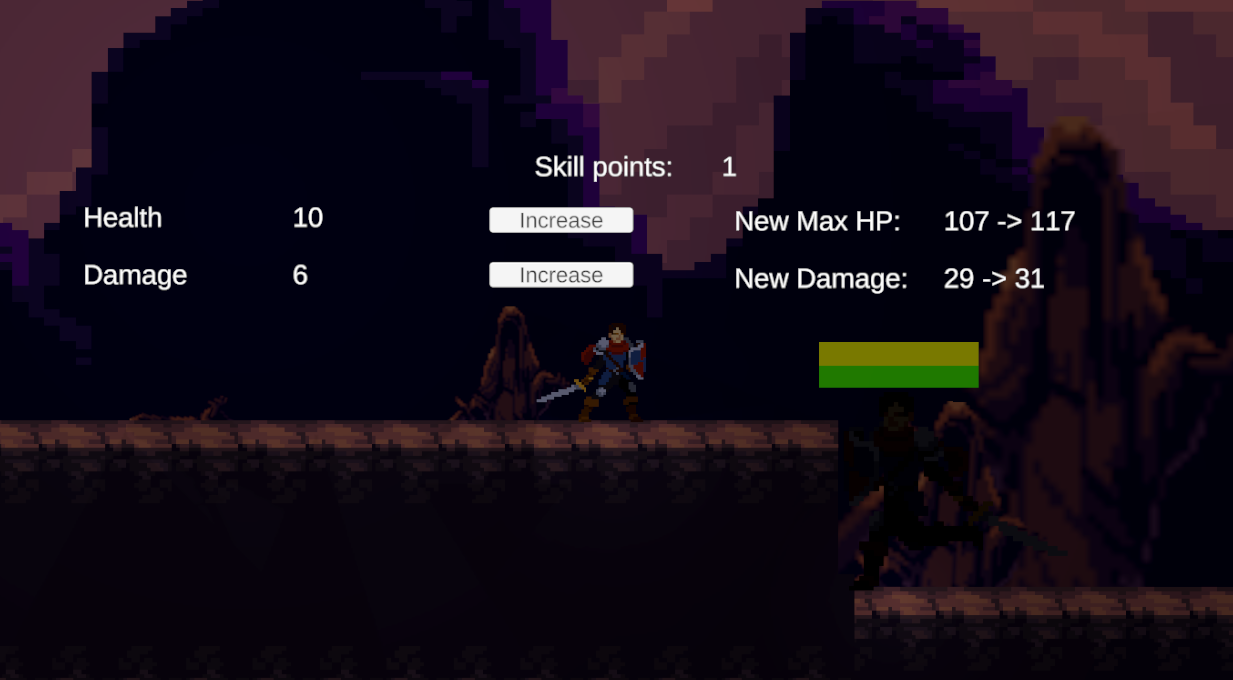 Skill points: 1
Health 10 Increase New Max HP: 107 -> 117
Damage 6 Increase New Damage: 29 -> 31